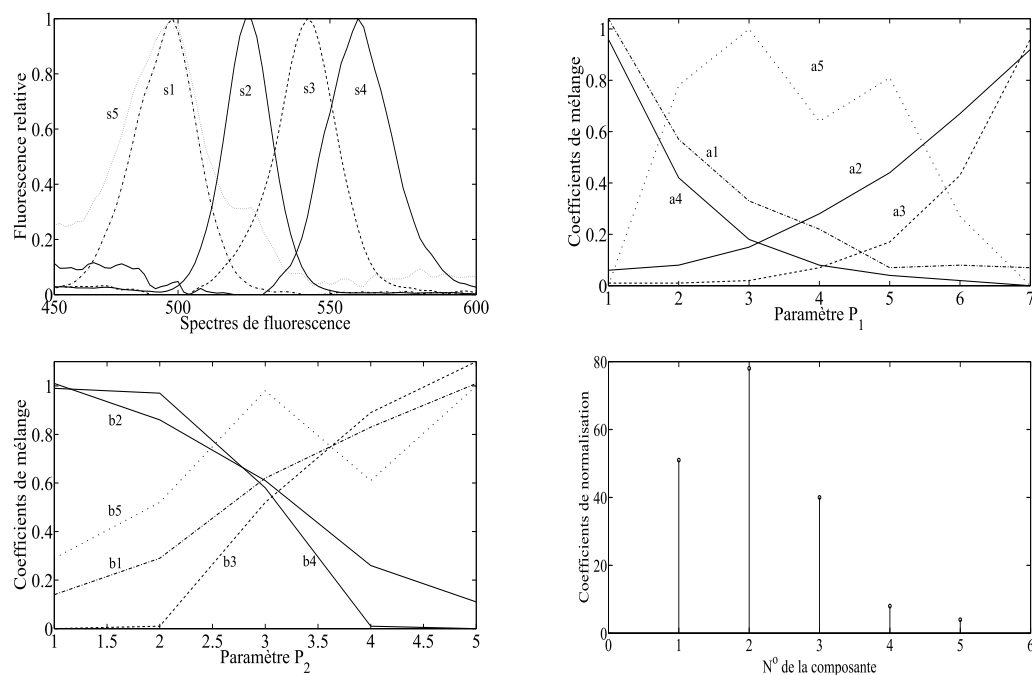 Fluorescence relative
1
0.8
0.6
0.4
0.2
0
s5
s1
s2
s3
s4
450 500 550 600
Spectres de fluorescence
Coefficients de mélange
1
0.8
0.6
0.4
0.2
0
a5
a1
a2
a4
a3
1 2 3 4 5 6 7
Paramètre P1
Coefficients de mélange
1
0.8
0.6
0.4
0.2
0
b2
b5
b1
b3
b4
1 1.5 2 2.5 3 3.5 4 4.5 5
Paramètre P2
Coefficients de normalisation
80
60
40
20
0
0 1 2 3 4 5 6
No de la composante